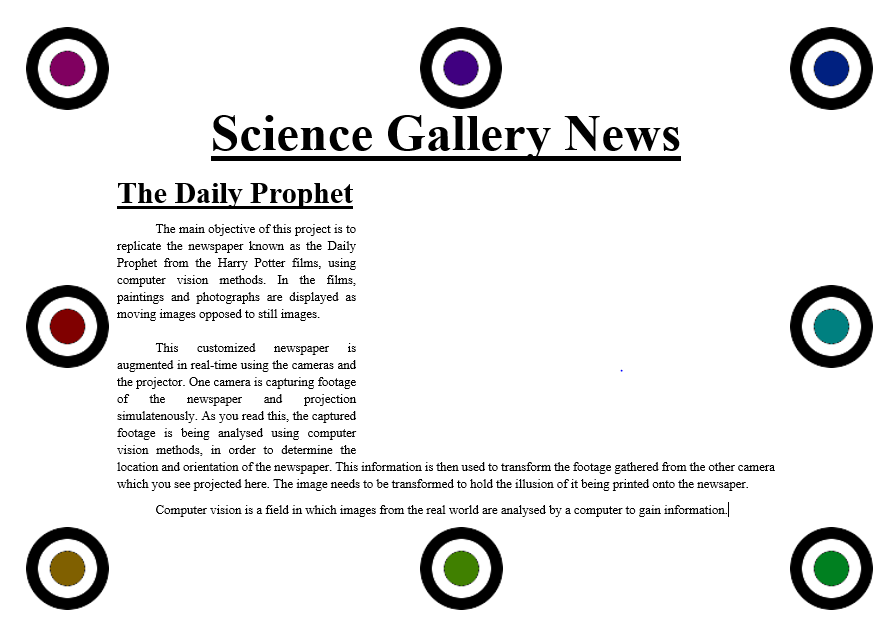 Science Gallery News
The Daily Prophet
The main objective of this project is to
replicate the newspaper known as the Daily
Prophet from the Harry Potter films, using
computer vision methods. In the films,
paintings and photographs are displayed as
moving images opposed to still images.
This customized newspaper is
augmented in real-time using the cameras and
the projector. One camera is capturing footage
of the newspaper and projection
simulatenously. As you read this, the captured
footage is being analysed using computer
vision methods, in order to determine the
location and orientation of the newspaper. This information is then used to transform the footage gathered from the other camera
which you see projected here. The image needs to be transformed to hold the illusion of it being printed onto the newsaper.
Computer vision is a field in which images from the real world are analysed by a computer to gain information.